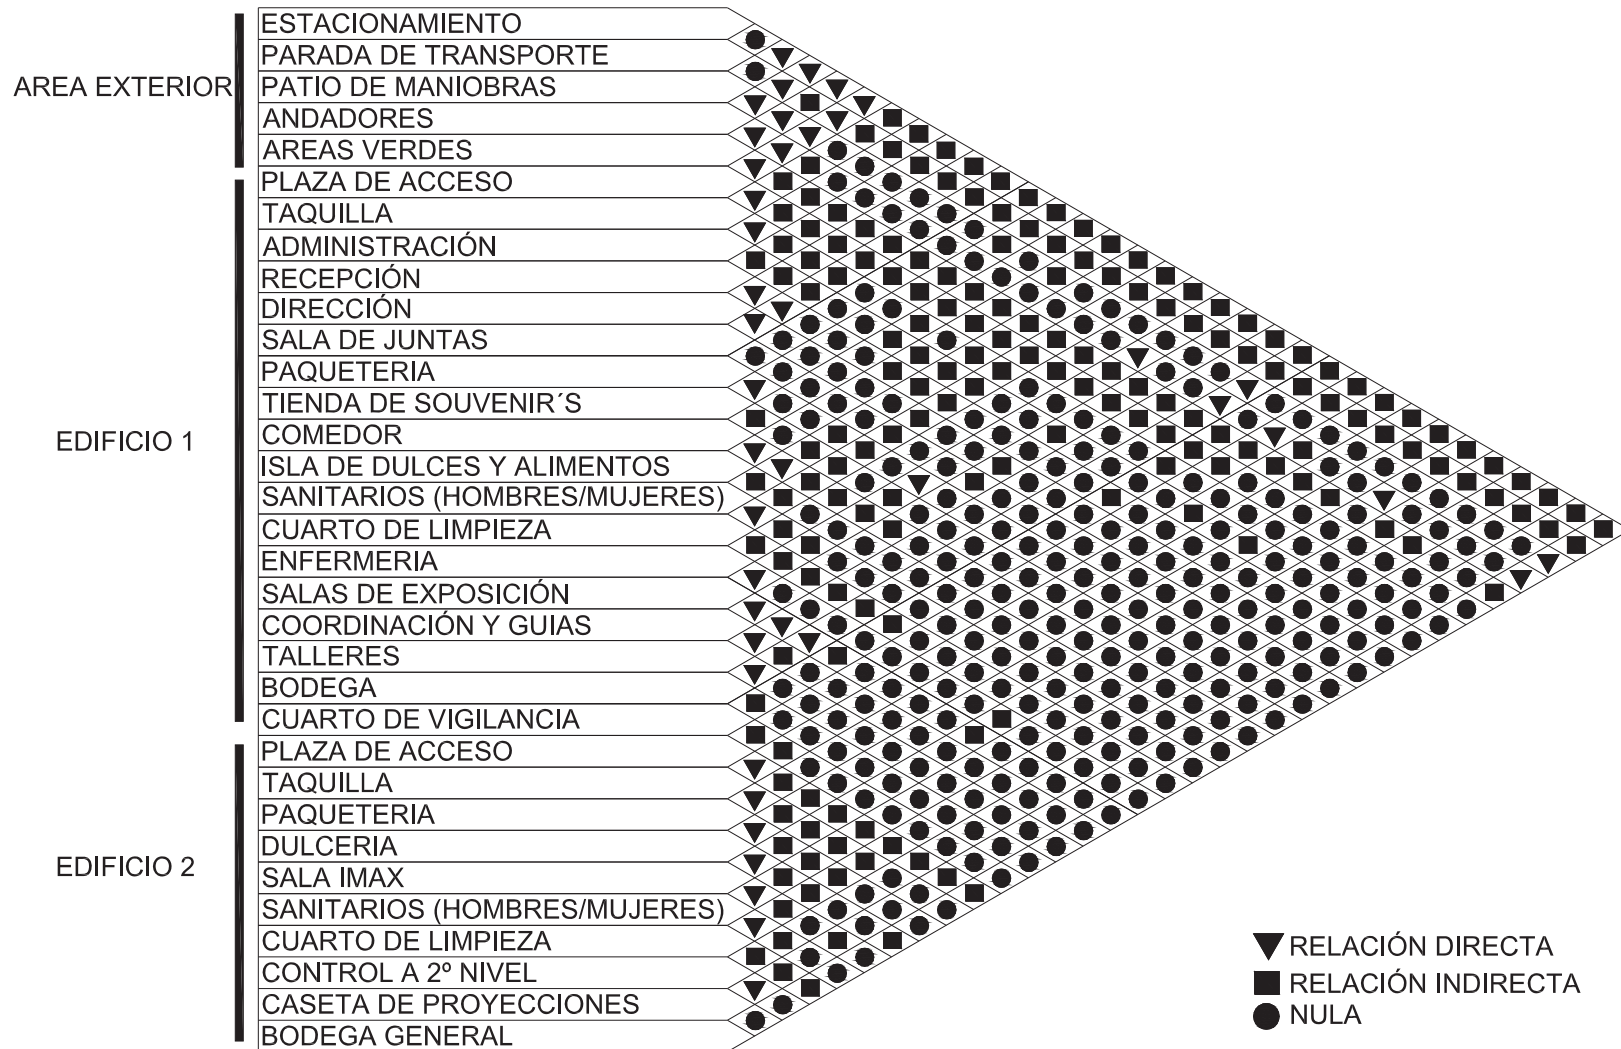 AREA EXTERIOR
ESTACIONAMIENTO
PARADA DE TRANSPORTE
PATIO DE MANIOBRAS
ANDADORES
AREAS VERDES
EDIFICIO 1
PLAZA DE ACCESO
TAQUILLA
ADMINISTRACIÓN
RECEPCIÓN
DIRECCIÓN
SALA DE JUNTAS
PAQUETERIA
TIENDA DE SOUVENIR´S
COMEDOR
ISLA DE DULCES Y ALIMENTOS
SANITARIOS (HOMBRES/MUJERES)
CUARTO DE LIMPIEZA
ENFERMERIA
SALAS DE EXPOSICIÓN
COORDINACIÓN Y GUIAS
TALLERES
BODEGA
CUARTO DE VIGILANCIA
EDIFICIO 2
PLAZA DE ACCESO
TAQUILLA
PAQUETERIA
DULCERIA
SALA IMAX
SANITARIOS (HOMBRES/MUJERES)
CUARTO DE LIMPIEZA
CONTROL A 2º NIVEL
CASETA DE PROYECCIONES
BODEGA GENERAL
RELACIÓN DIRECTA
RELACIÓN INDIRECTA
NULA